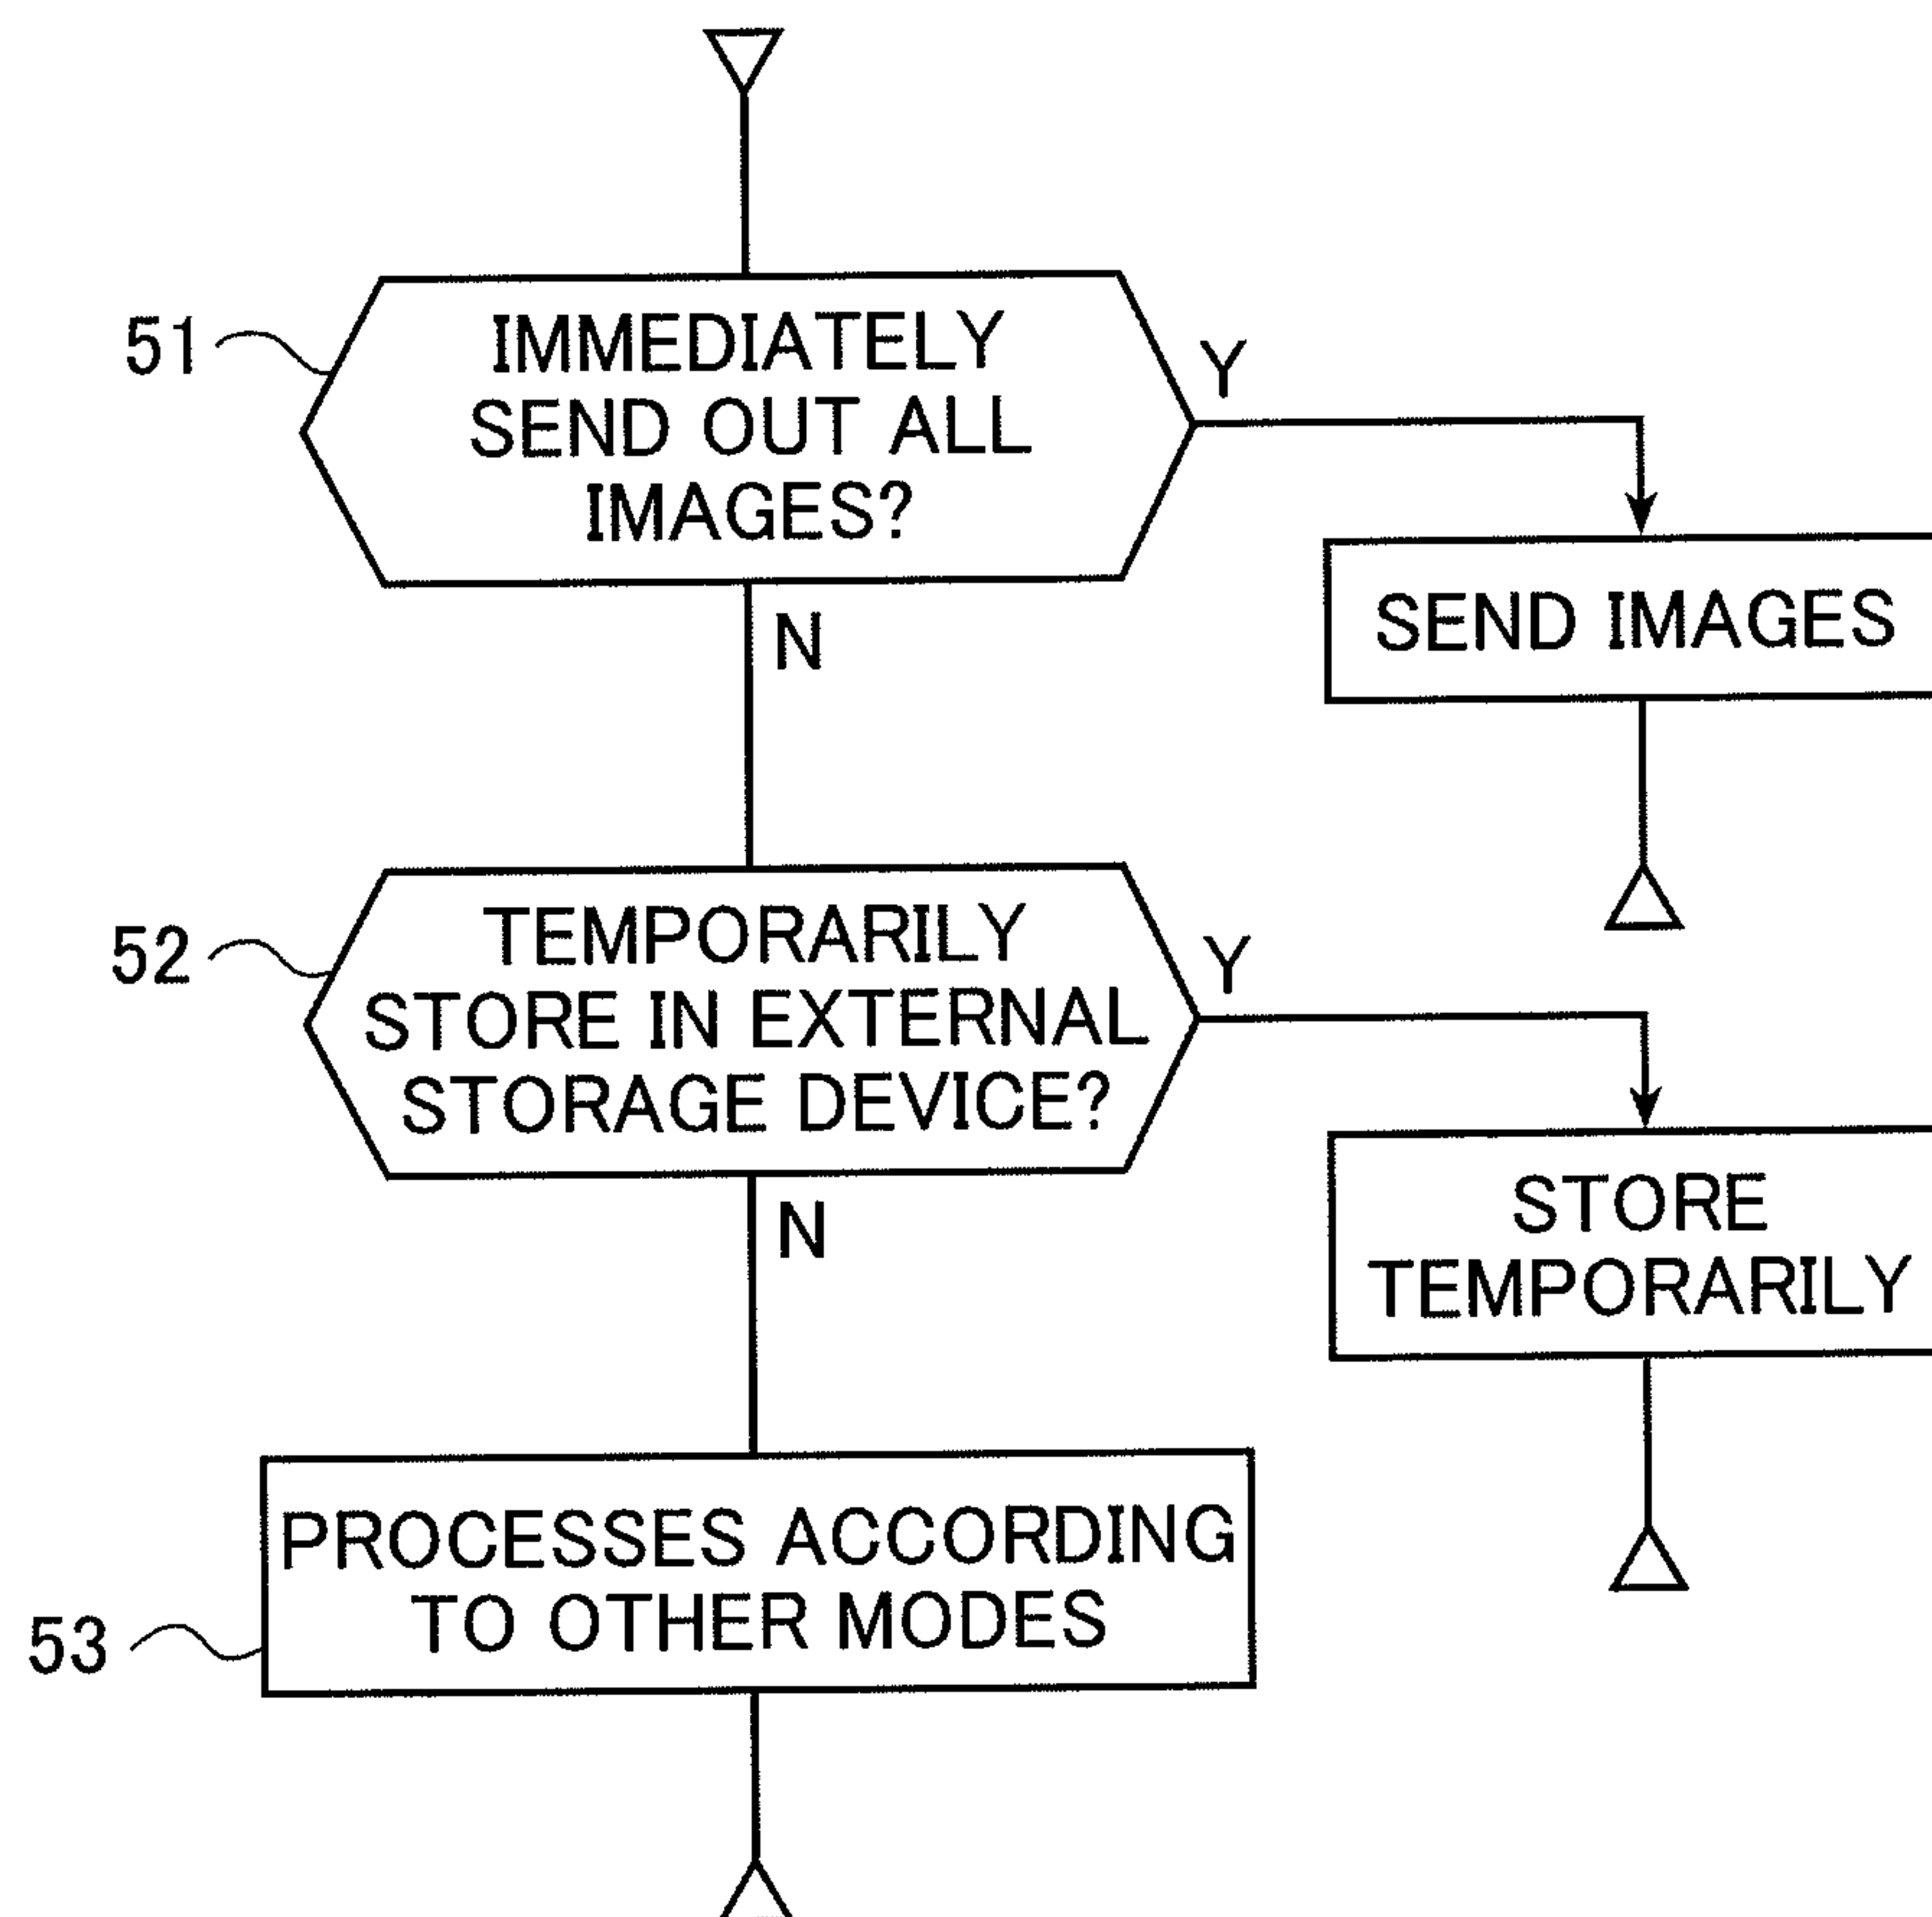 51
IMMEDIATELY
SEND OUT ALL
IMAGES?
Y
N
SEND IMAGES
52
TEMPORARILY
STORE IN EXTERNAL
STORAGE DEVICE?
Y
N
STORE
TEMPORARILY
PROCESSES ACCORDING
TO OTHER MODES
53